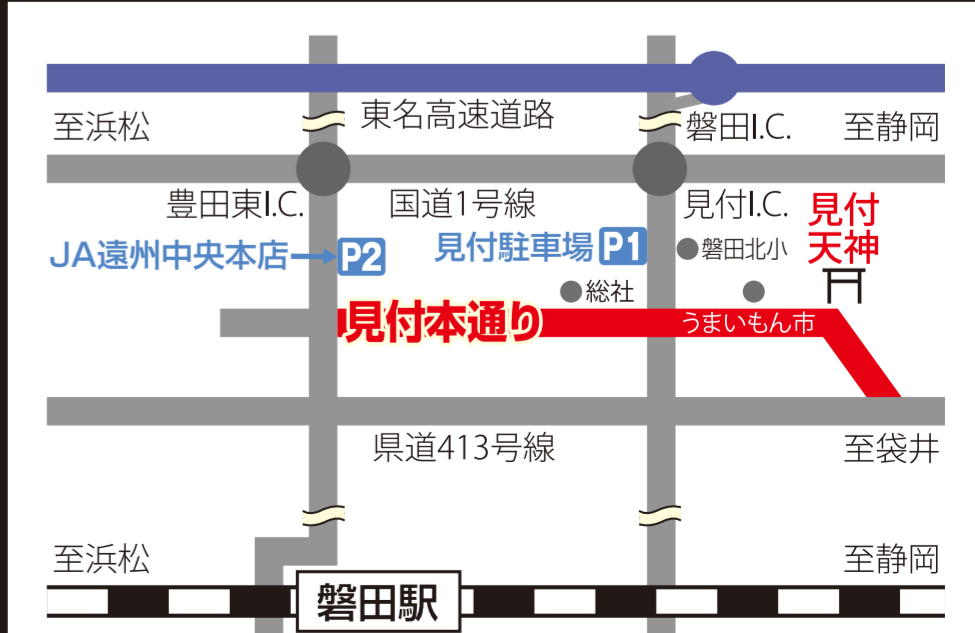 東名高速道路
至浜松
磐田I.C.
至静岡
豊田東I.C.
国道1号線
見付I.C.
見付
天神
JA遠州中央本店
P2
見付駐車場
P1
磐田北小
総社
見付本通り
うまいもん市
県道413号線
至袋井
至浜松
至静岡
磐田駅